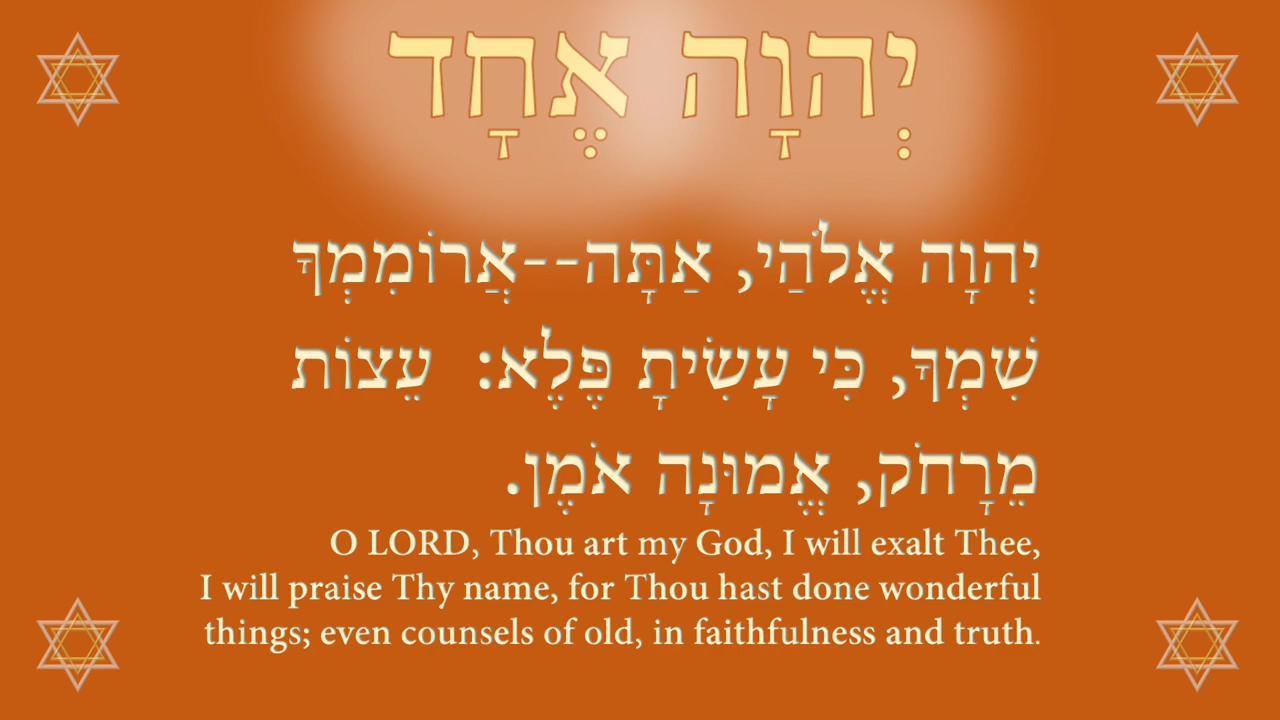 יְהוָה אֶחָד
יְהוָה אֱלֹהַי, אַתָּה--אֲרוֹמִמְךָ
שִׁמְךָ, כִּי עָשִׂיתָ פֶּלֶא: עֵצוֹת
מֵרָחֹק, אֱמוּנָה אֹמֶן.
O LORD, Thou art my God, I will exalt Thee,
I will praise Thy name, for Thou hast done wonderful
things; even counsels of old, in faithfulness and truth.